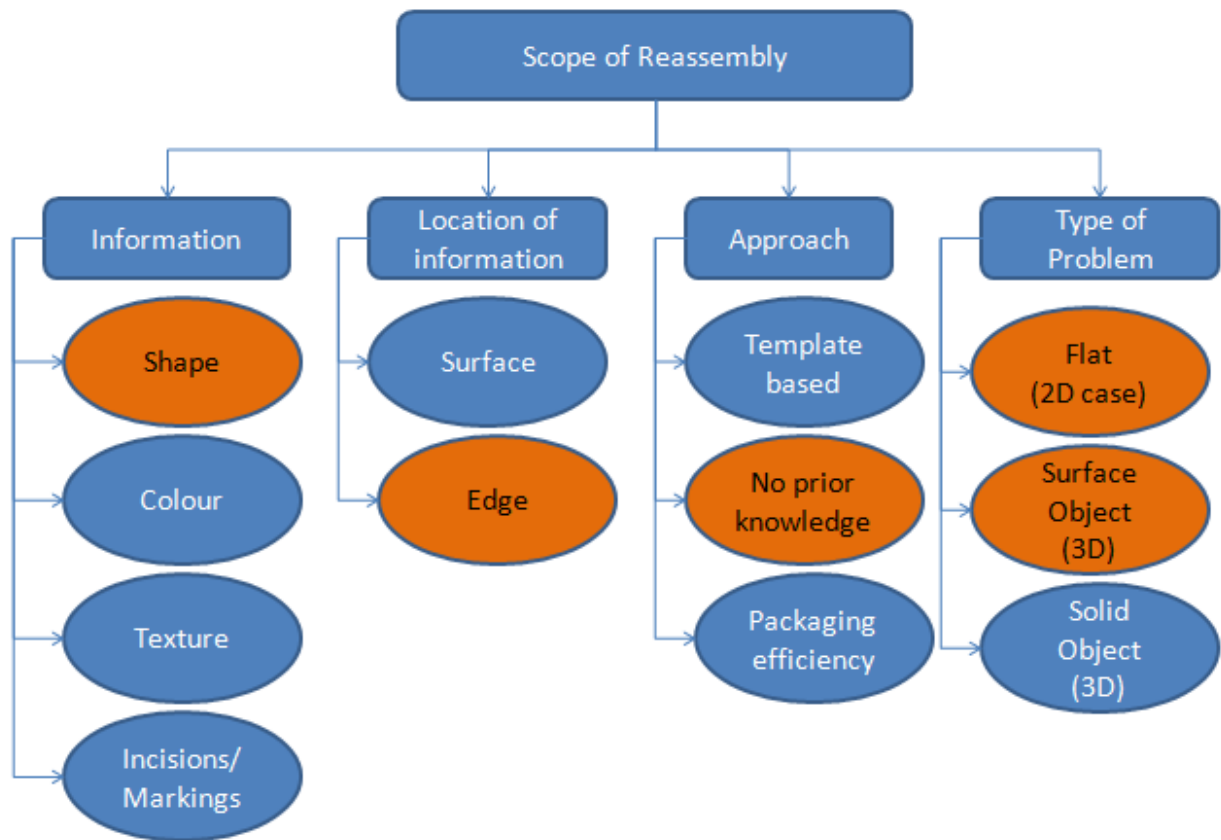 Scope of Reassembly
Information
Location of
information
Approach
Type of
Problem
Shape
Colour
Texture
Incisions/
Markings
Surface
Edge
Template
based
No prior
knowledge
Packaging
efficiency
Flat
(2D case)
Surface
Object
(3D)
Solid
Object
(3D)